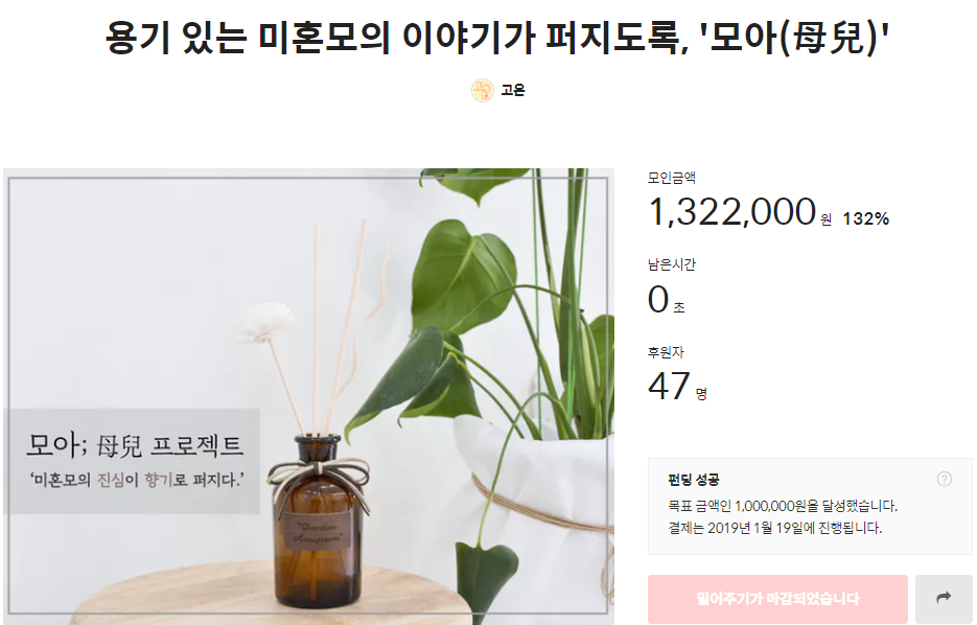 용기 있는 미혼모의 이야기가 퍼지도록, '모아(母兒)'
고온
모아; 母兒 프로젝트
'미혼모의 진심이 향기로 퍼지다.'
모인금액
1,322,000 원 132%
남은시간
0 초
후원자
47 명
펀딩 성공
목표 금액인 1,000,000원을 달성했습니다.
결제는 2019년 1월 19일에 진행됩니다.
밀어주기가 마감되었습니다